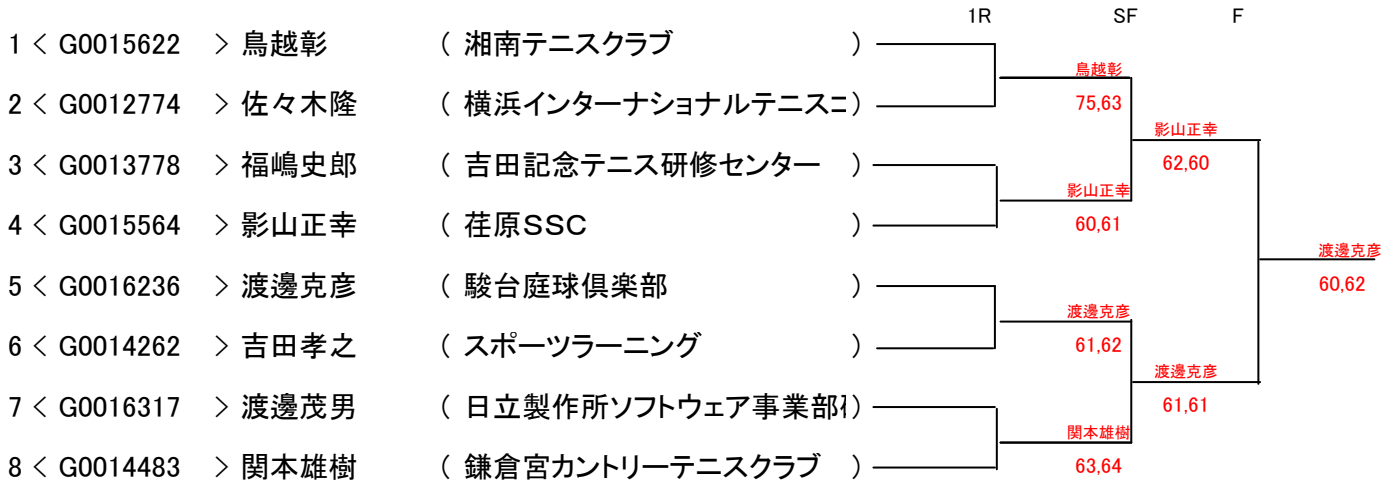 1R SF F
1 < G0015622 > 鳥越彰 ( 湘南テニスクラブ )
鳥越彰
2 < G0012774 > 佐々木隆 ( 横浜インターナショナルテニスコ )
75,63
影山正幸
3 < G0013778 > 福嶋史郎 ( 吉田記念テニス研修センター )
62,60
影山正幸
4 < G0015564 > 影山正幸 ( 荏原SSC )
60,61
渡邊克彦
5 < G0016236 > 渡邊克彦 ( 駿台庭球倶楽部 )
60,62
渡邊克彦
6 < G0014262 > 吉田孝之 ( スポーツラーニング )
61,62
渡邊克彦
7 < G0016317 > 渡邊茂男 ( 日立製作所ソフトウェア事業部 )
61,61
関本雄樹
8 < G0014483 > 関本雄樹 ( 鎌倉宮カントリーテニスクラブ )
63,64